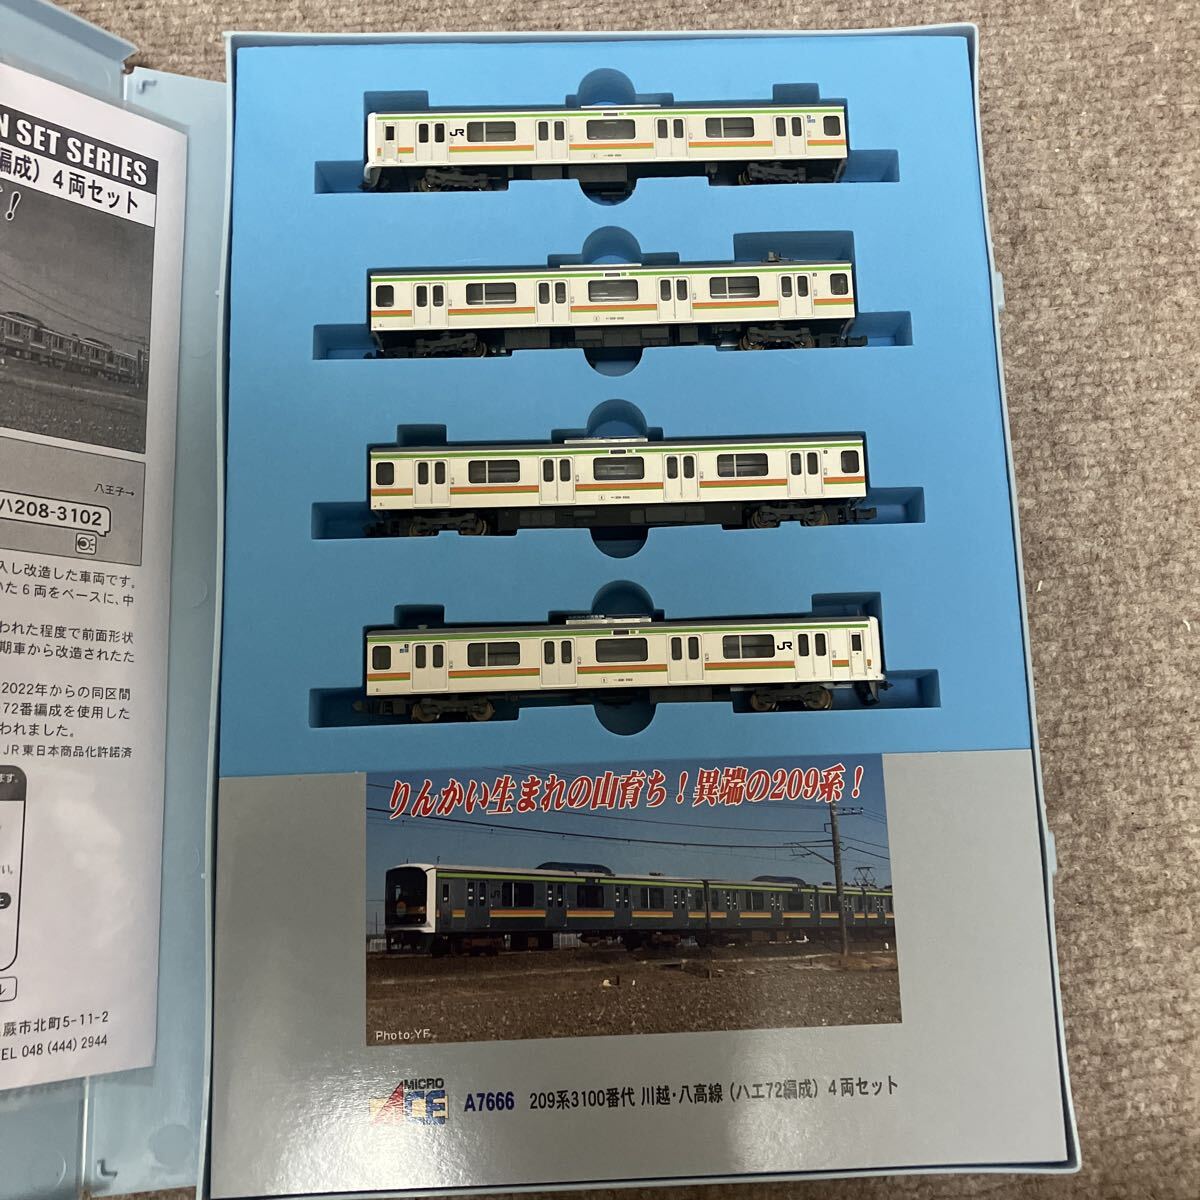 N SET SERIES
編成) 4両セット
!
八王子→
ハ208-3102
入し改造した車両です。
いた6両をベースに、中
われた程度で前面形状
期車から改造されたた
2022年からの同区間
72番編成を使用した
われました。
JR東日本商品化許諾済
ます。
い。
蕨市北町5-11-2
TEL 048 (444) 2944
JR
JR
りんかい生まれの山育ち!異端の209系!
JR
Photo:YF
MICRO
ACE
A7666 209系3100番代 川越・八高線 (ハエ72編成) 4両セット